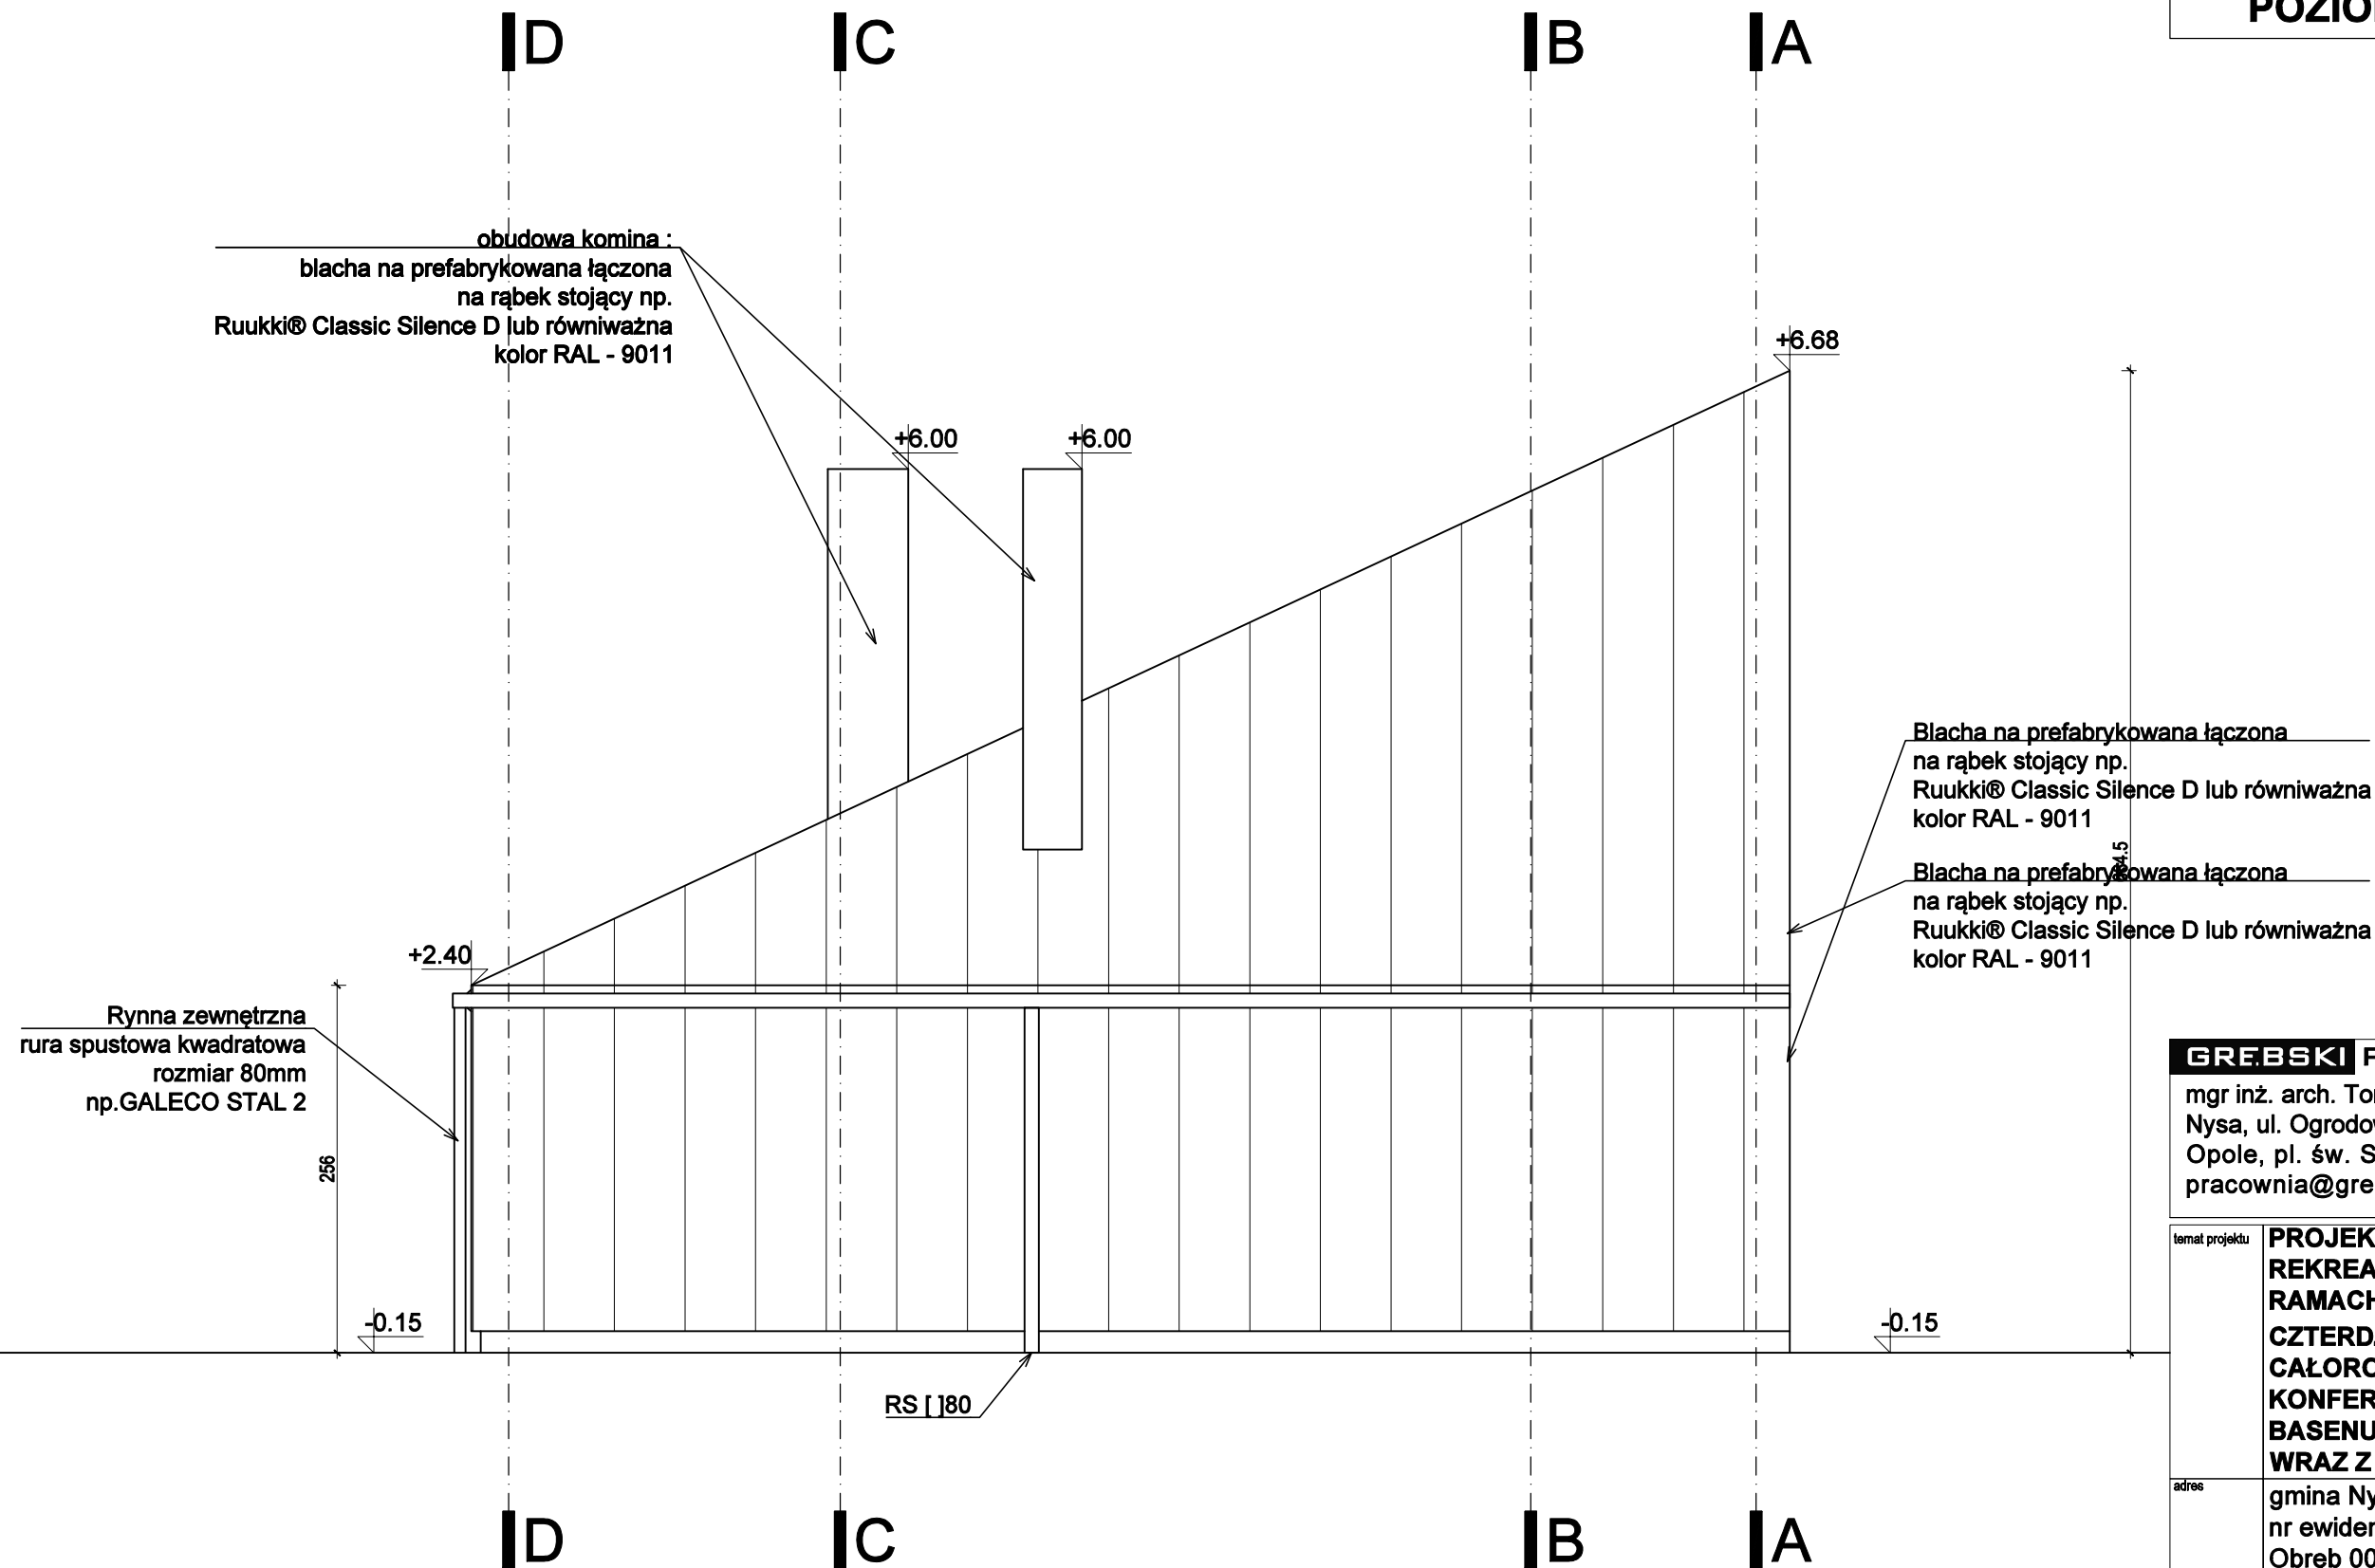 POZIO
D C B A
obudowa komina :
blacha na prefabrykowana łączona
na rąbek stojący np.
Ruukki® Classic Silence D lub równiważna
kolor RAL - 9011
+6.68
+6.00 +6.00
Blacha na prefabrykowana łączona
na rąbek stojący np.
Ruukki® Classic Silence D lub równiważna
kolor RAL - 9011
Blacha na prefabrykowana łączona
na rąbek stojący np.
Ruukki® Classic Silence D lub równiważna
kolor RAL - 9011
+2.40
Rynna zewnętrzna
rura spustowa kwadratowa
rozmiar 80mm
np.GALECO STAL 2
256
-0.15 -0.15
RS [ ]80
GRĘBSKI
mgr inż. arch.
Nysa, ul.
Opole, pl. św. S
pracownia@gre
temat projektu
PROJEK
REKREA
RAMACH
CZTERD
CAŁORO
KONFER
BASENU
WRAZ Z
adres
gmina Ny
nr ewiden
Obręb 00
D C B A